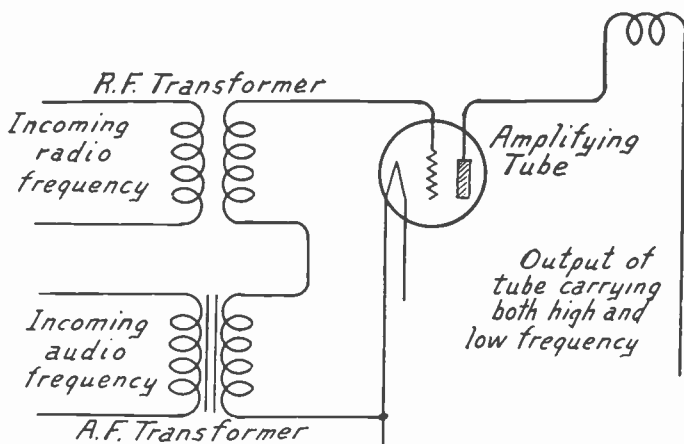 R.F. Transformer
Incoming
radio
frequency
Amplifying
Tube
Output of
tube carrying
both high and
low frequency
Incoming
audio
frequency
A.F. Transformer